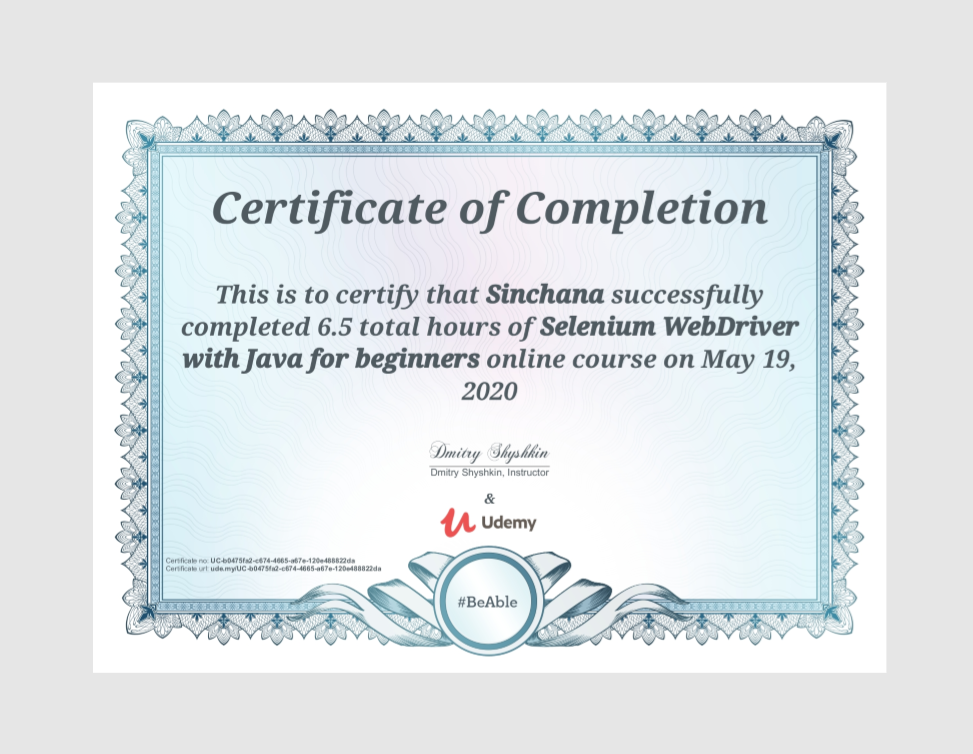 Certificate of Completion
This is to certify that Sinchana successfully
completed 6.5 total hours of Selenium WebDriver
with Java for beginners online course on May 19,
2020
Dmitry Shyshkin
Dmitry Shyshkin, Instructor
&
Udemy
Certificate no: UC-b0475fa2-c674-4665-a67e-120e488822da
Certificate url: ude.my/UC-b0475fa2-c674-4665-a67e-120e488822da
#BeAble